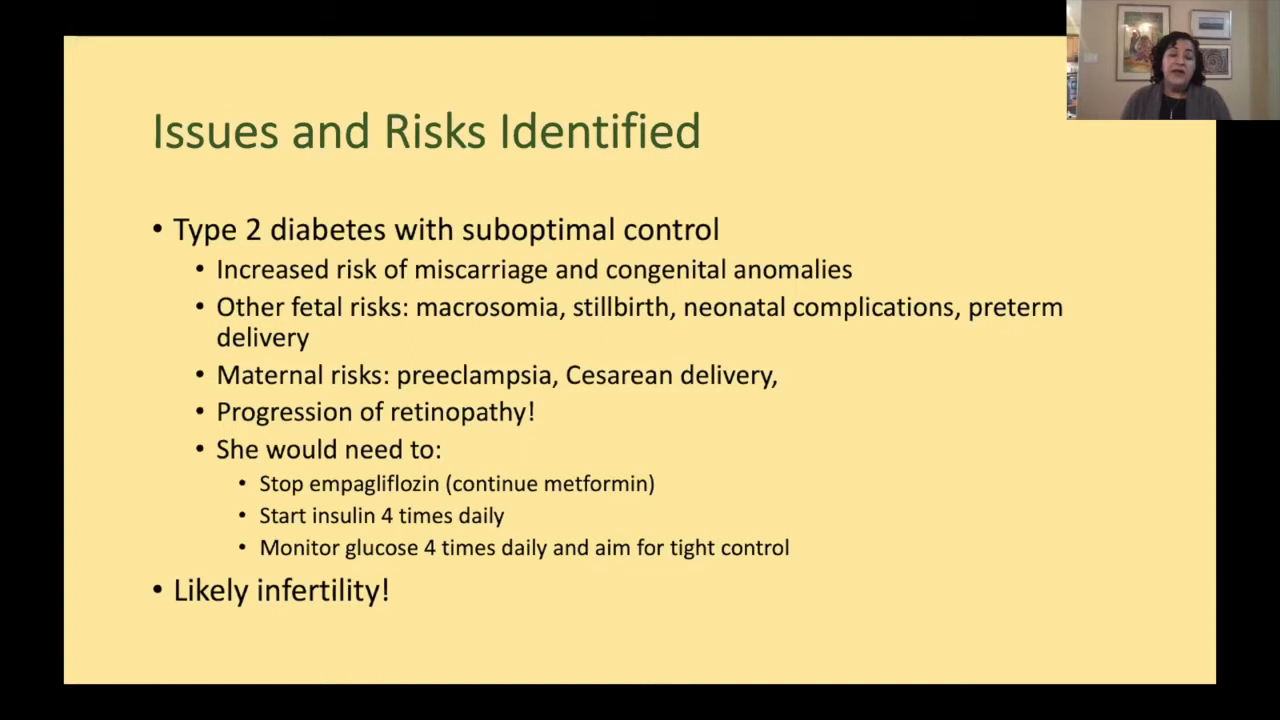 Issues and Risks Identified
• Type 2 diabetes with suboptimal control
• Increased risk of miscarriage and congenital anomalies
• Other fetal risks: macrosomia, stillbirth, neonatal complications, preterm
delivery
• Maternal risks: preeclampsia, Cesarean delivery,
• Progression of retinopathy!
• She would need to:
• Stop empagliflozin (continue metformin)
• Start insulin 4 times daily
• Monitor glucose 4 times daily and aim for tight control
• Likely infertility!